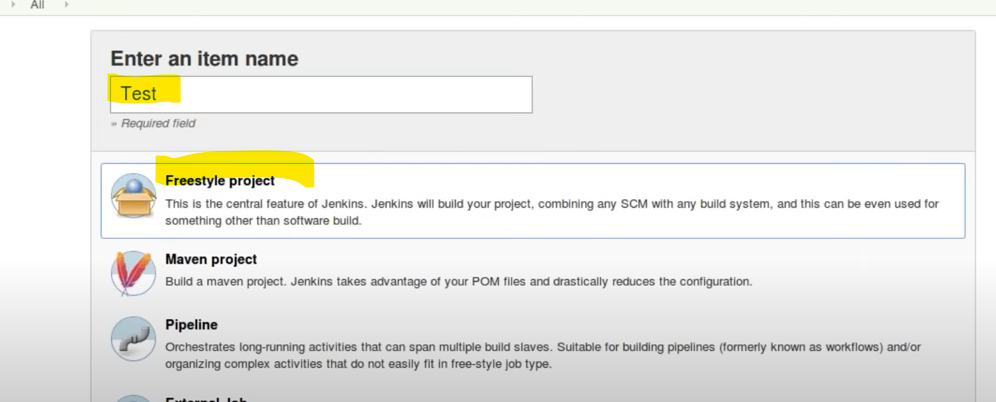 All
Enter an item name
Test
» Required field
Freestyle project
This is the central feature of Jenkins. Jenkins will build your project, combining any SCM with any build system, and this can be even used for
something other than software build.
Maven project
Build a maven project. Jenkins takes advantage of your POM files and drastically reduces the configuration.
Pipeline
Orchestrates long-running activities that can span multiple build slaves. Suitable for building pipelines (formerly known as workflows) and/or
organizing complex activities that do not easily fit in free-style job type.
External Job